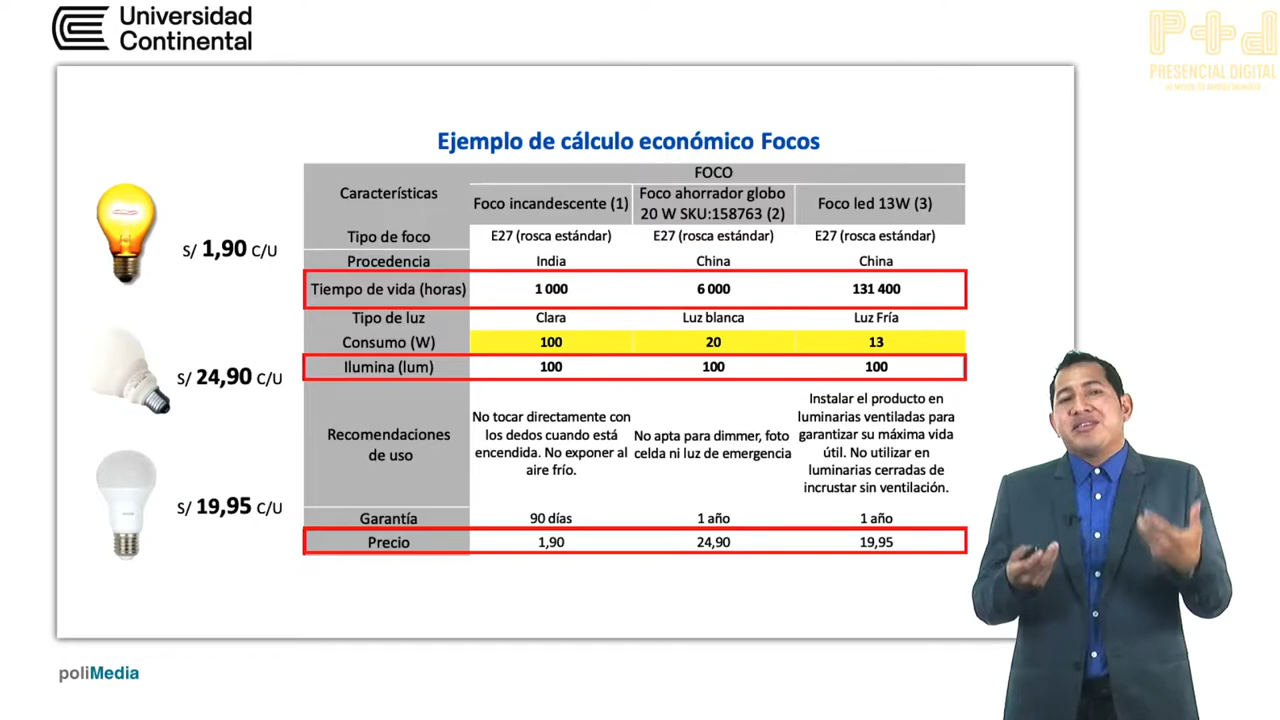 Universidad
Continental
P+d
PRESENCIAL DIGITAL
Ejemplo de cálculo económico Focos
Características
FOCO
Foco incandescente (1)
Foco ahorrador globo
20 W SKU:158763 (2)
Foco led 13W (3)
Tipo de foco
E27 (rosca estándar)
E27 (rosca estándar)
E27 (rosca estándar)
Procedencia
India
China
China
Tiempo de vida (horas)
1 000
6 000
131 400
Tipo de luz
Clara
Luz blanca
Luz Fría
Consumo (W)
100
20
13
Ilumina (lum)
100
100
100
Recomendaciones
de uso
No tocar directamente con
los dedos cuando está
encendida. No exponer al
aire frío.
No apta para dimmer, foto
celda ni luz de emergencia
Instalar el producto en
luminarias ventiladas para
garantizar su máxima vida
útil. No utilizar en
luminarias cerradas de
incrustar sin ventilación.
Garantía
90 días
1 año
1 año
Precio
1,90
24,90
19,95
S/ 1,90 C/U
S/ 24,90 C/U
S/ 19,95 C/U
poliMedia